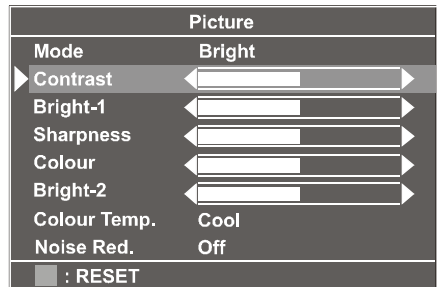 Picture
Mode Bright
Contrast
Bright-1
Sharpness
Colour
Bright-2
Colour Temp. Cool
Noise Red. Off
: RESET